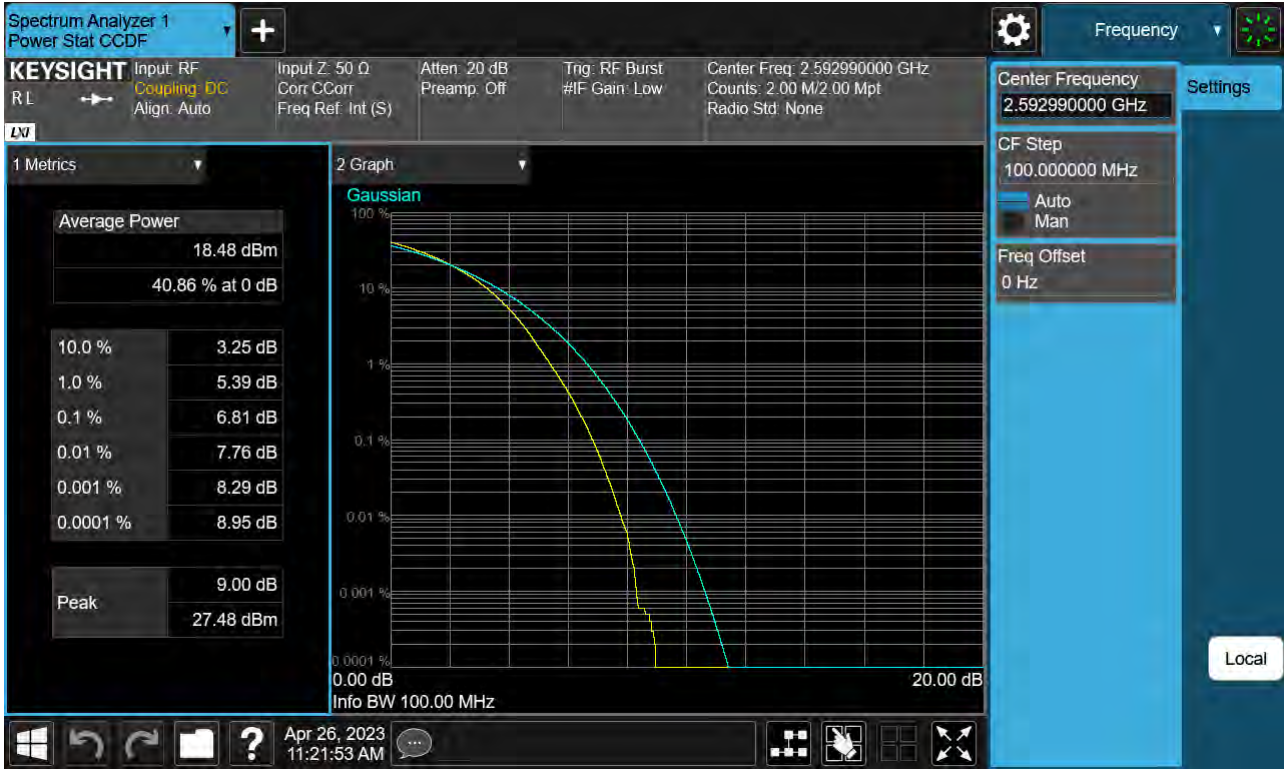 Spectrum Analyzer 1
Power Stat CCDF
Frequency
KEYSIGHT
R L
LXI
Input: RF
Coupling: DC
Align: Auto
Input Z: 50 Ω
Corr CCorr
Freq Ref: Int (S)
Atten: 20 dB
Preamp: Off
Trig: RF Burst
#IF Gain: Low
Center Freq: 2.592990000 GHz
Counts: 2.00 M/2.00 Mpt
Radio Std: None
Center Frequency
2.592990000 GHz
Settings
CF Step
100.000000 MHz
Auto
Man
Freq Offset
0 Hz
Local
1 Metrics
Average Power
18.48 dBm
40.86 % at 0 dB
10.0 % 3.25 dB
1.0 % 5.39 dB
0.1 % 6.81 dB
0.01 % 7.76 dB
0.001 % 8.29 dB
0.0001 % 8.95 dB
Peak
9.00 dB
27.48 dBm
2 Graph
Gaussian
100 %
10 %
1 %
0.1 %
0.01 %
0.001 %
0.0001 %
0.00 dB 20.00 dB
Info BW 100.00 MHz
?
Apr 26, 2023
11:21:53 AM